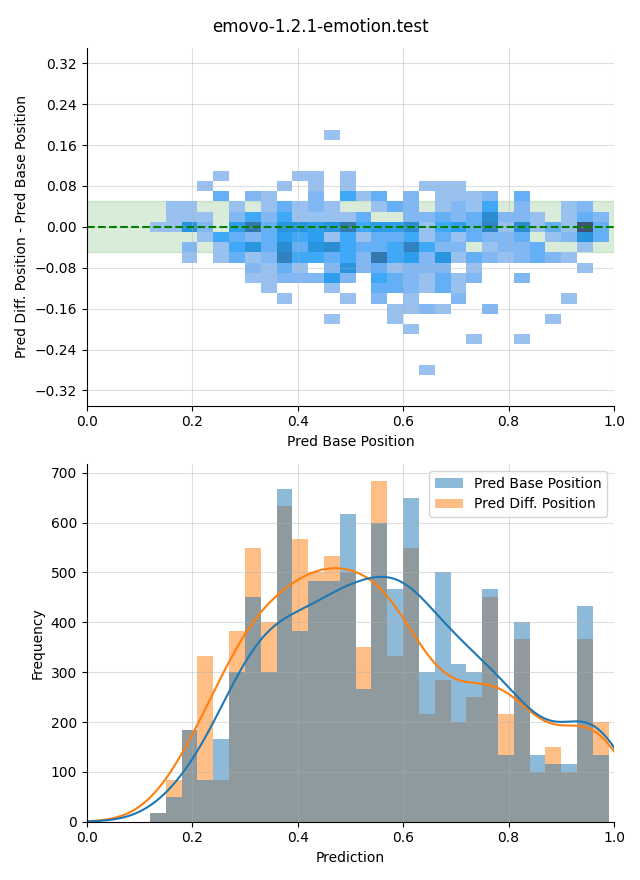 emovo-1.2.1-emotion.test
Pred Diff. Position - Pred Base Position
0.32
0.24
0.16
0.08
0.00
−0.08
−0.16
−0.24
−0.32
0.0 0.2 0.4 0.6 0.8 1.0
Pred Base Position
Frequency
700
600
500
400
300
200
100
0
Pred Base Position
Pred Diff. Position
0.0 0.2 0.4 0.6 0.8 1.0
Prediction